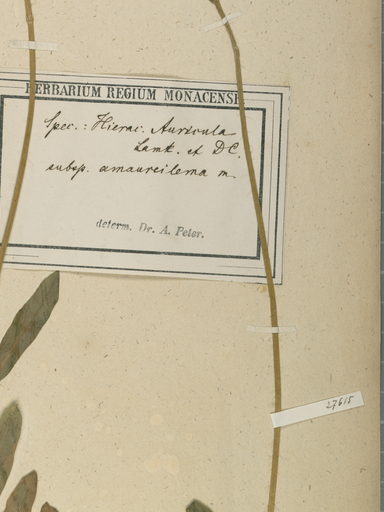 HERBARIUM REGIUM MONACENSE
Spec.: Hierac. Auricula
Lamk. et DC.
subsp. amaureilema m.
determ. Dr. A. Peter.
27615